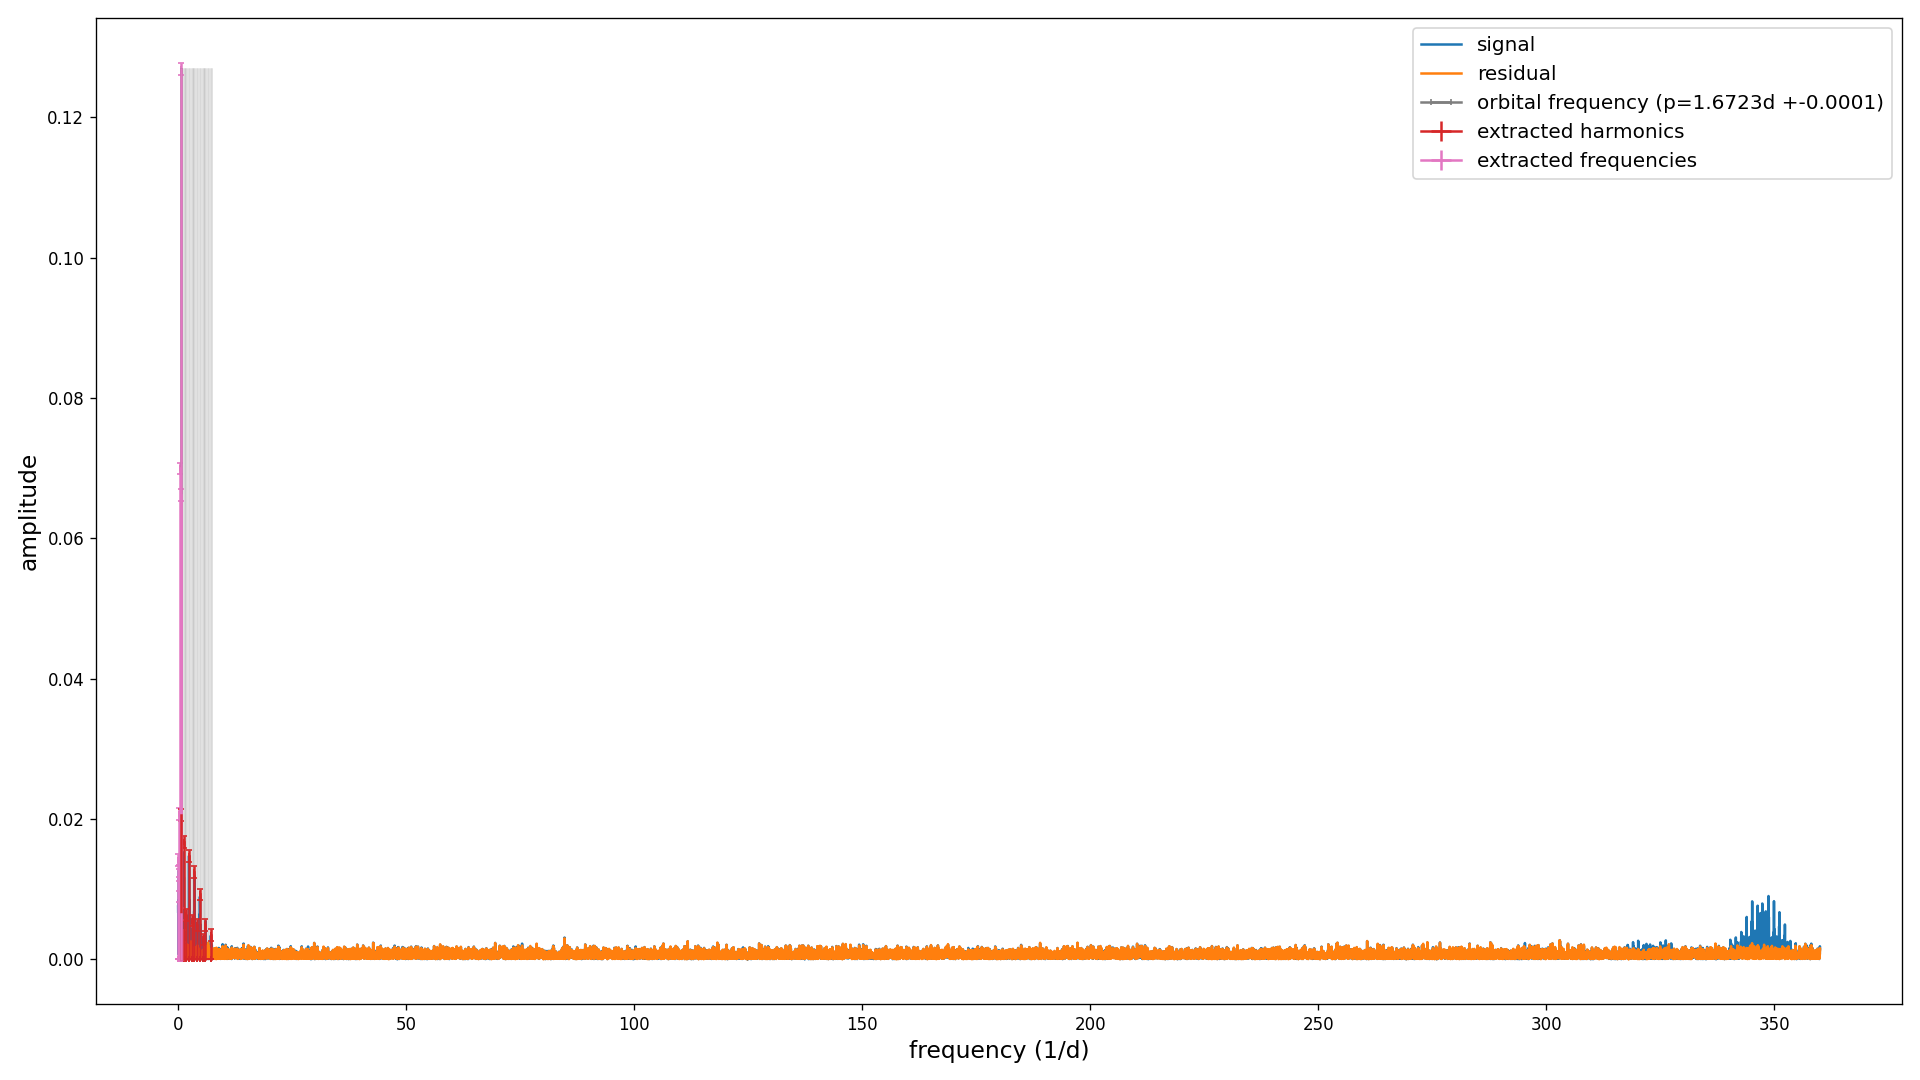 signal
residual
orbital frequency (p=1.6723d +-0.0001)
extracted harmonics
extracted frequencies
0.12
0.10
0.08
0.06
0.04
0.02
0.00
amplitude
0 50 100 150 200 250 300 350
frequency (1/d)